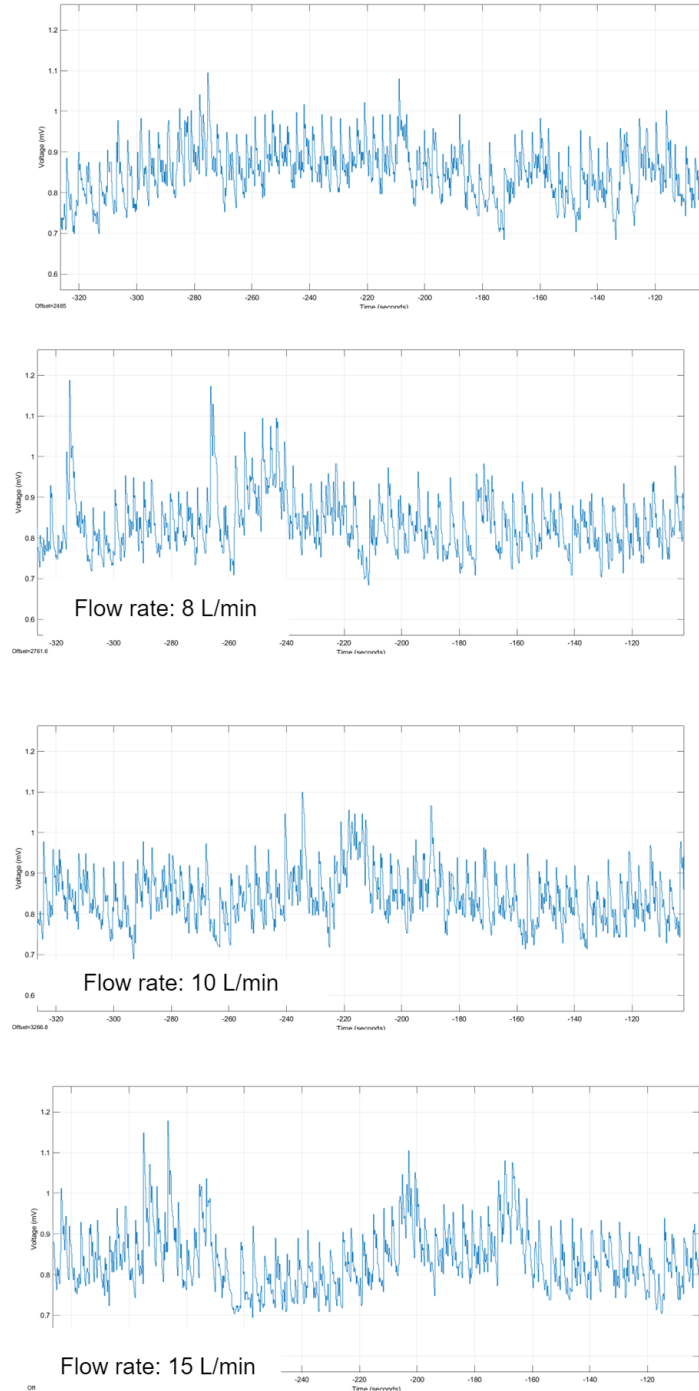 1.2
1.1
1
0.9
0.8
0.7
0.6
Voltage (mV)
-320 -300 -280 -260 -240 -220 -200 -180 -160 -140 -120
Time (seconds)
Offset=2485
1.2
1.1
1
0.9
0.8
0.7
0.6
Voltage (mV)
Flow rate: 8 L/min
-320 -300 -280 -260 -240 -220 -200 -180 -160 -140 -120
Time (seconds)
Offset=2761.6
1.2
1.1
1
0.9
0.8
0.7
0.6
Voltage (mV)
Flow rate: 10 L/min
-320 -300 -280 -260 -240 -220 -200 -180 -160 -140 -120
Time (seconds)
Offset=3266.8
1.2
1.1
1
0.9
0.8
0.7
Voltage (mV)
Flow rate: 15 L/min
-240 -220 -200 -180 -160 -140 -120
Time (seconds)
Off